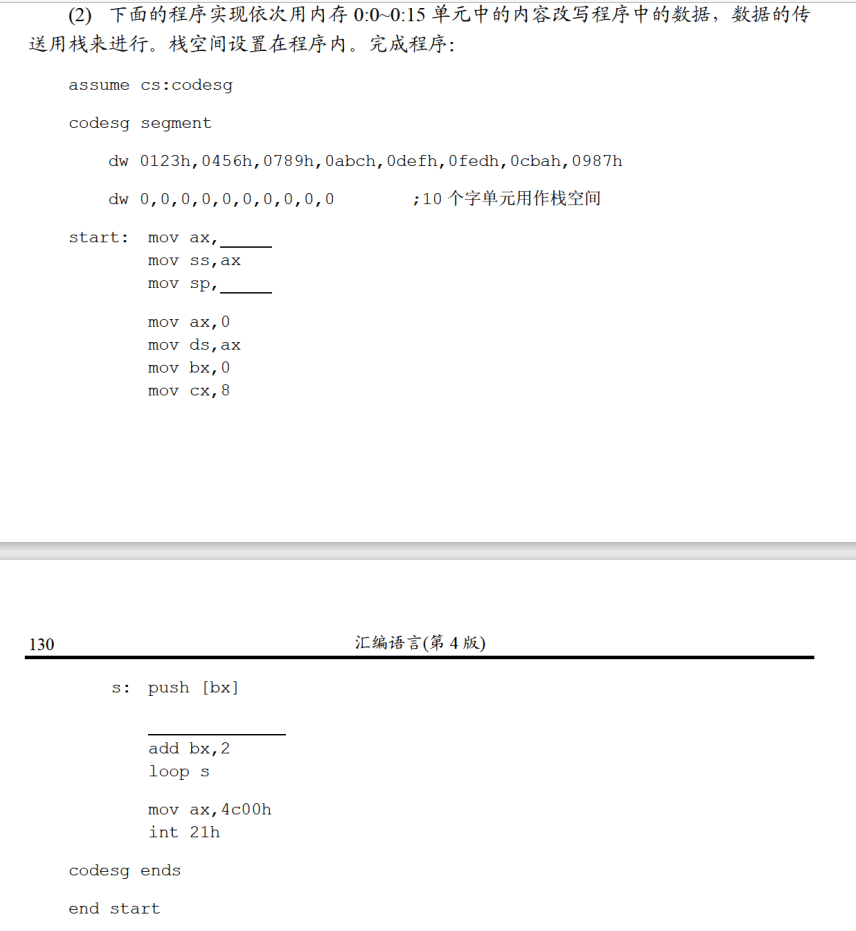 (2) 下面的程序实现依次用内存 0:0~0:15 单元中的内容改写程序中的数据，数据的传
送用栈来进行。栈空间设置在程序内。完成程序：
assume cs:codesg
codesg segment
dw 0123h,0456h,0789h,0abch,0defh,0fedh,0cbah,0987h
dw 0,0,0,0,0,0,0,0,0,0 ;10 个字单元用作栈空间
start: mov ax,_____
mov ss,ax
mov sp,_____
mov ax,0
mov ds,ax
mov bx,0
mov cx,8
130 汇编语言(第 4 版)
s: push [bx]
_____________
add bx,2
loop s
mov ax,4c00h
int 21h
codesg ends
end start